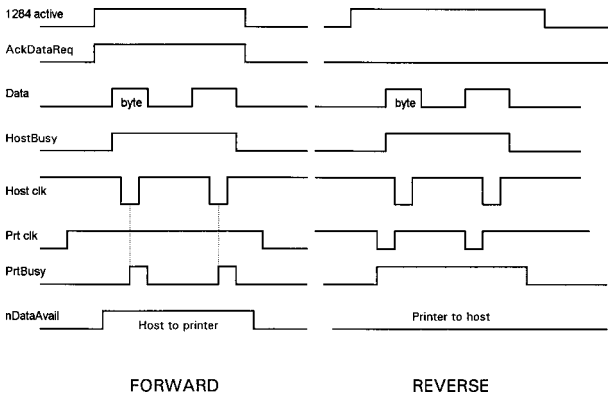 1284 active
AckDataReq
Data
byte
byte
HostBusy
Host clk
Prt clk
PrtBusy
nDataAvail
Host to printer
Printer to host
FORWARD
REVERSE